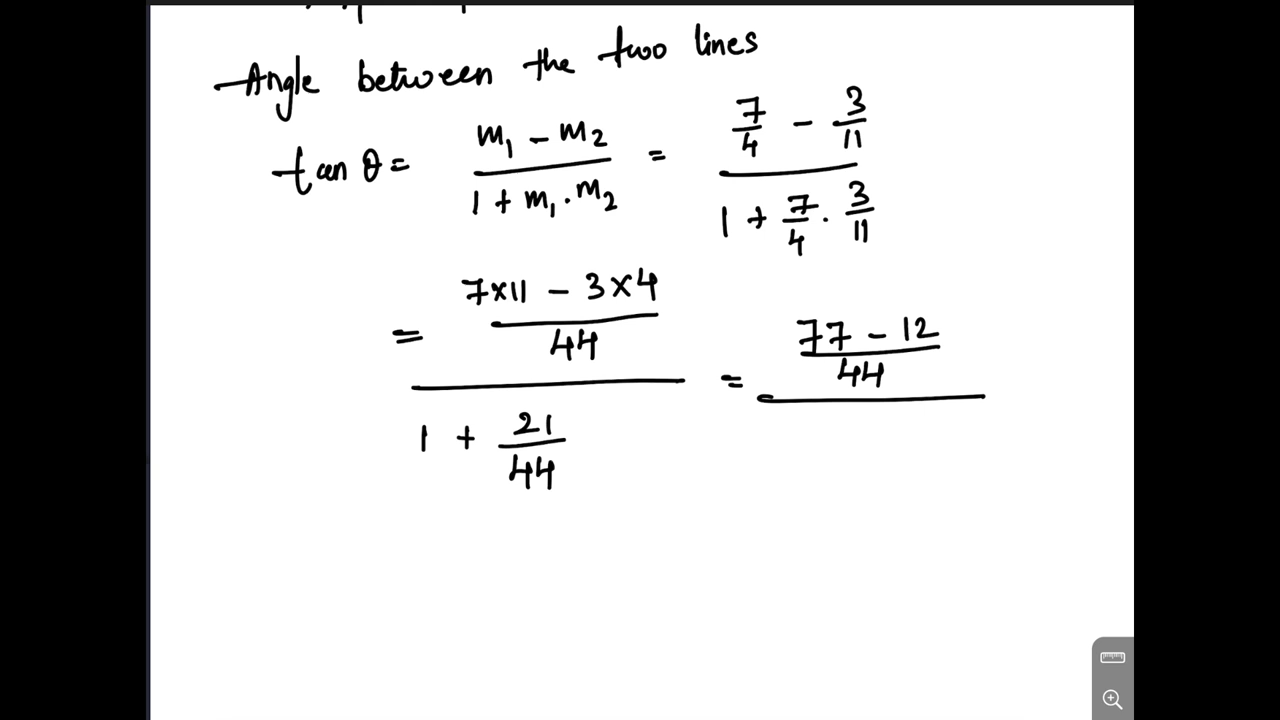 Angle between the two lines
tan θ = (m₁ - m₂)/(1 + m₁ . m₂) = (7/4 - 3/11)/(1 + 7/4 . 3/11)
= ((7×11 - 3×4)/44)/(1 + 21/44) = ((77 - 12)/44)/